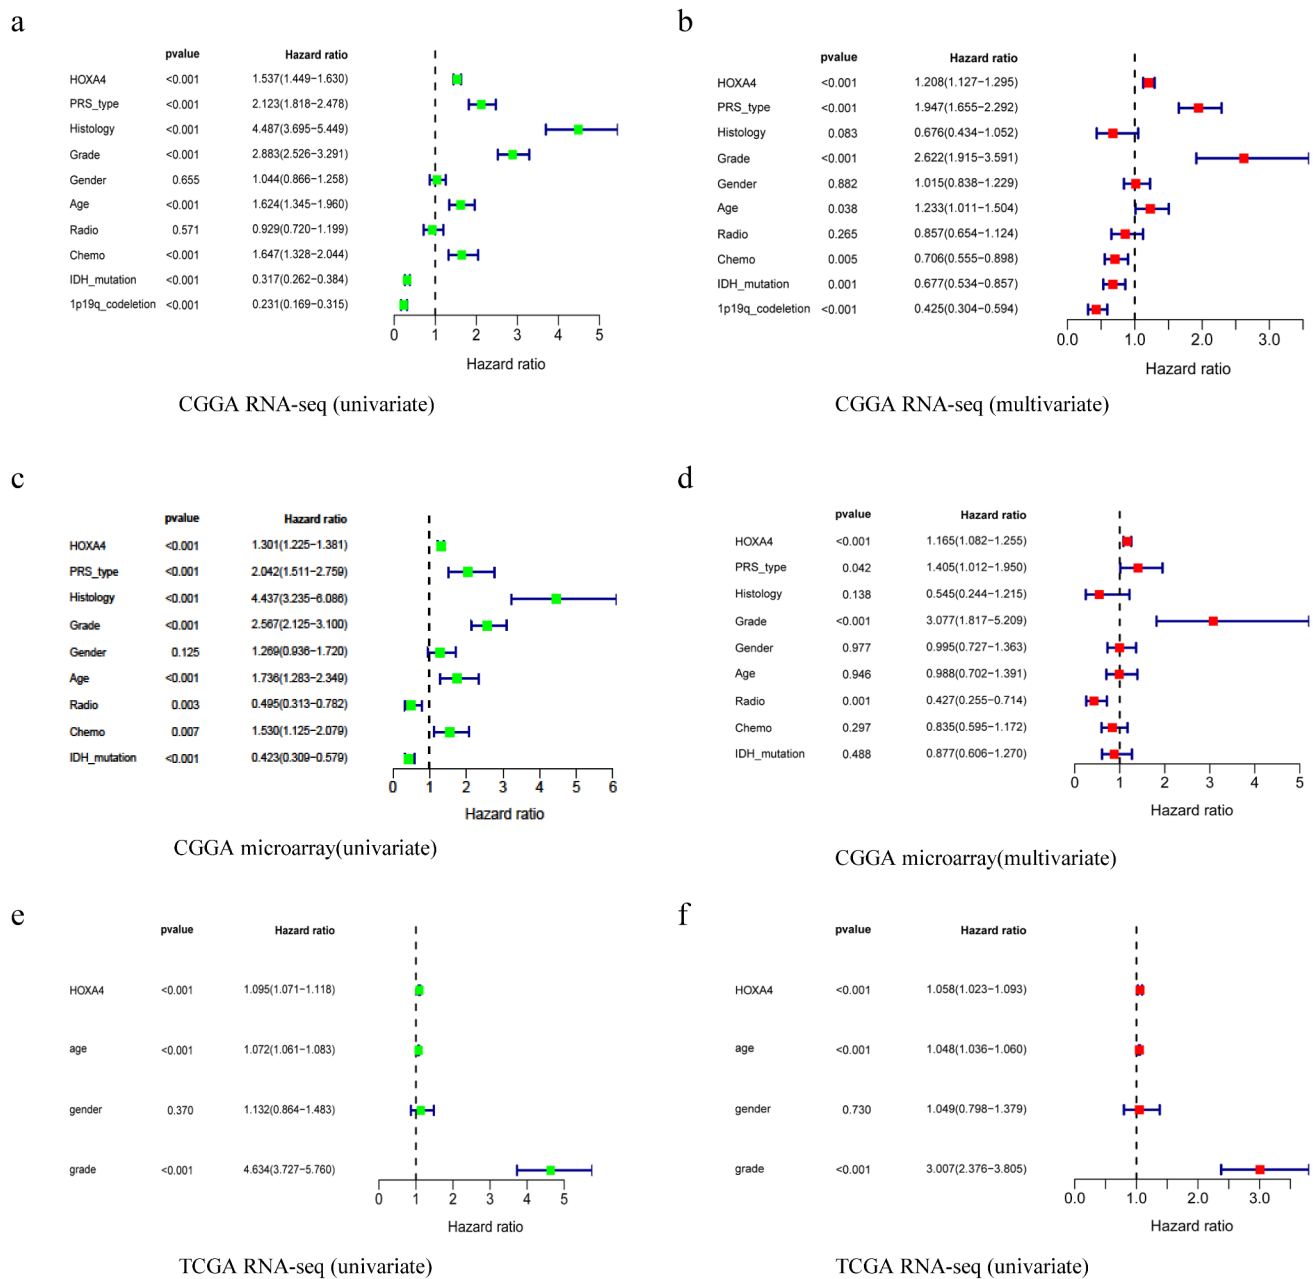 a
pvalue Hazard ratio
HOXA4 <0.001 1.537(1.449−1.630)
PRS_type <0.001 2.123(1.818−2.478)
Histology <0.001 4.487(3.695−5.449)
Grade <0.001 2.883(2.526−3.291)
Gender 0.655 1.044(0.866−1.258)
Age <0.001 1.624(1.345−1.960)
Radio 0.571 0.929(0.720−1.199)
Chemo <0.001 1.647(1.328−2.044)
IDH_mutation <0.001 0.317(0.262−0.384)
1p19q_codeletion <0.001 0.231(0.169−0.315)
0 1 2 3 4 5
Hazard ratio
CGGA RNA-seq (univariate)
b
pvalue Hazard ratio
HOXA4 <0.001 1.208(1.127−1.295)
PRS_type <0.001 1.947(1.655−2.292)
Histology 0.083 0.676(0.434−1.052)
Grade <0.001 2.622(1.915−3.591)
Gender 0.882 1.015(0.838−1.229)
Age 0.038 1.233(1.011−1.504)
Radio 0.265 0.857(0.654−1.124)
Chemo 0.005 0.706(0.555−0.898)
IDH_mutation 0.001 0.677(0.534−0.857)
1p19q_codeletion <0.001 0.425(0.304−0.594)
0.0 1.0 2.0 3.0
Hazard ratio
CGGA RNA-seq (multivariate)
c
pvalue Hazard ratio
HOXA4 <0.001 1.301(1.225−1.381)
PRS_type <0.001 2.042(1.511−2.759)
Histology <0.001 4.437(3.235−6.086)
Grade <0.001 2.567(2.125−3.100)
Gender 0.125 1.269(0.936−1.720)
Age <0.001 1.736(1.283−2.349)
Radio 0.003 0.495(0.313−0.782)
Chemo 0.007 1.530(1.125−2.079)
IDH_mutation <0.001 0.423(0.309−0.579)
0 1 2 3 4 5 6
Hazard ratio
CGGA microarray(univariate)
d
pvalue Hazard ratio
HOXA4 <0.001 1.165(1.082−1.255)
PRS_type 0.042 1.405(1.012−1.950)
Histology 0.138 0.545(0.244−1.215)
Grade <0.001 3.077(1.817−5.209)
Gender 0.977 0.995(0.727−1.363)
Age 0.946 0.988(0.702−1.391)
Radio 0.001 0.427(0.255−0.714)
Chemo 0.297 0.835(0.595−1.172)
IDH_mutation 0.488 0.877(0.606−1.270)
0 1 2 3 4 5
Hazard ratio
CGGA microarray(multivariate)
e
pvalue Hazard ratio
HOXA4 <0.001 1.095(1.071−1.118)
age <0.001 1.072(1.061−1.083)
gender 0.370 1.132(0.864−1.483)
grade <0.001 4.634(3.727−5.760)
0 1 2 3 4 5
Hazard ratio
TCGA RNA-seq (univariate)
f
pvalue Hazard ratio
HOXA4 <0.001 1.058(1.023−1.093)
age <0.001 1.048(1.036−1.060)
gender 0.730 1.049(0.798−1.379)
grade <0.001 3.007(2.376−3.805)
0.0 1.0 2.0 3.0
Hazard ratio
TCGA RNA-seq (univariate)